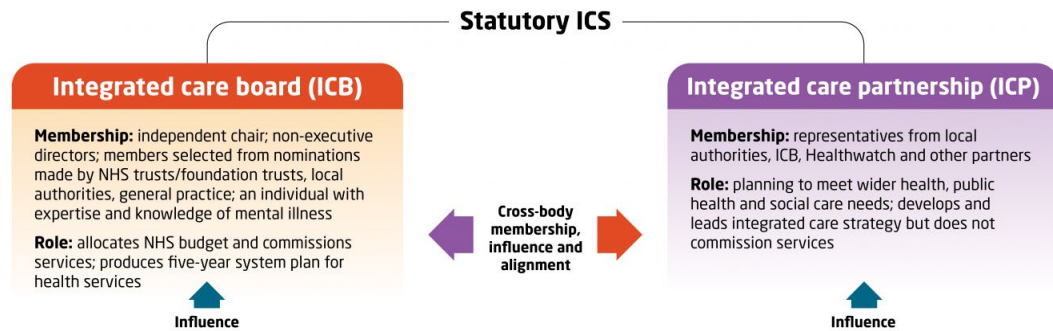 Statutory ICS
Integrated care board (ICB)
Membership: independent chair; non-executive
directors; members selected from nominations
made by NHS trusts/foundation trusts, local
authorities, general practice; an individual with
expertise and knowledge of mental illness
Role: allocates NHS budget and commissions
services; produces five-year system plan for
health services
Influence
Cross-body
membership,
influence and
alignment
Integrated care partnership (ICP)
Membership: representatives from local
authorities, ICB, Healthwatch and other partners
Role: planning to meet wider health, public
health and social care needs; develops and
leads integrated care strategy but does not
commission services
Influence